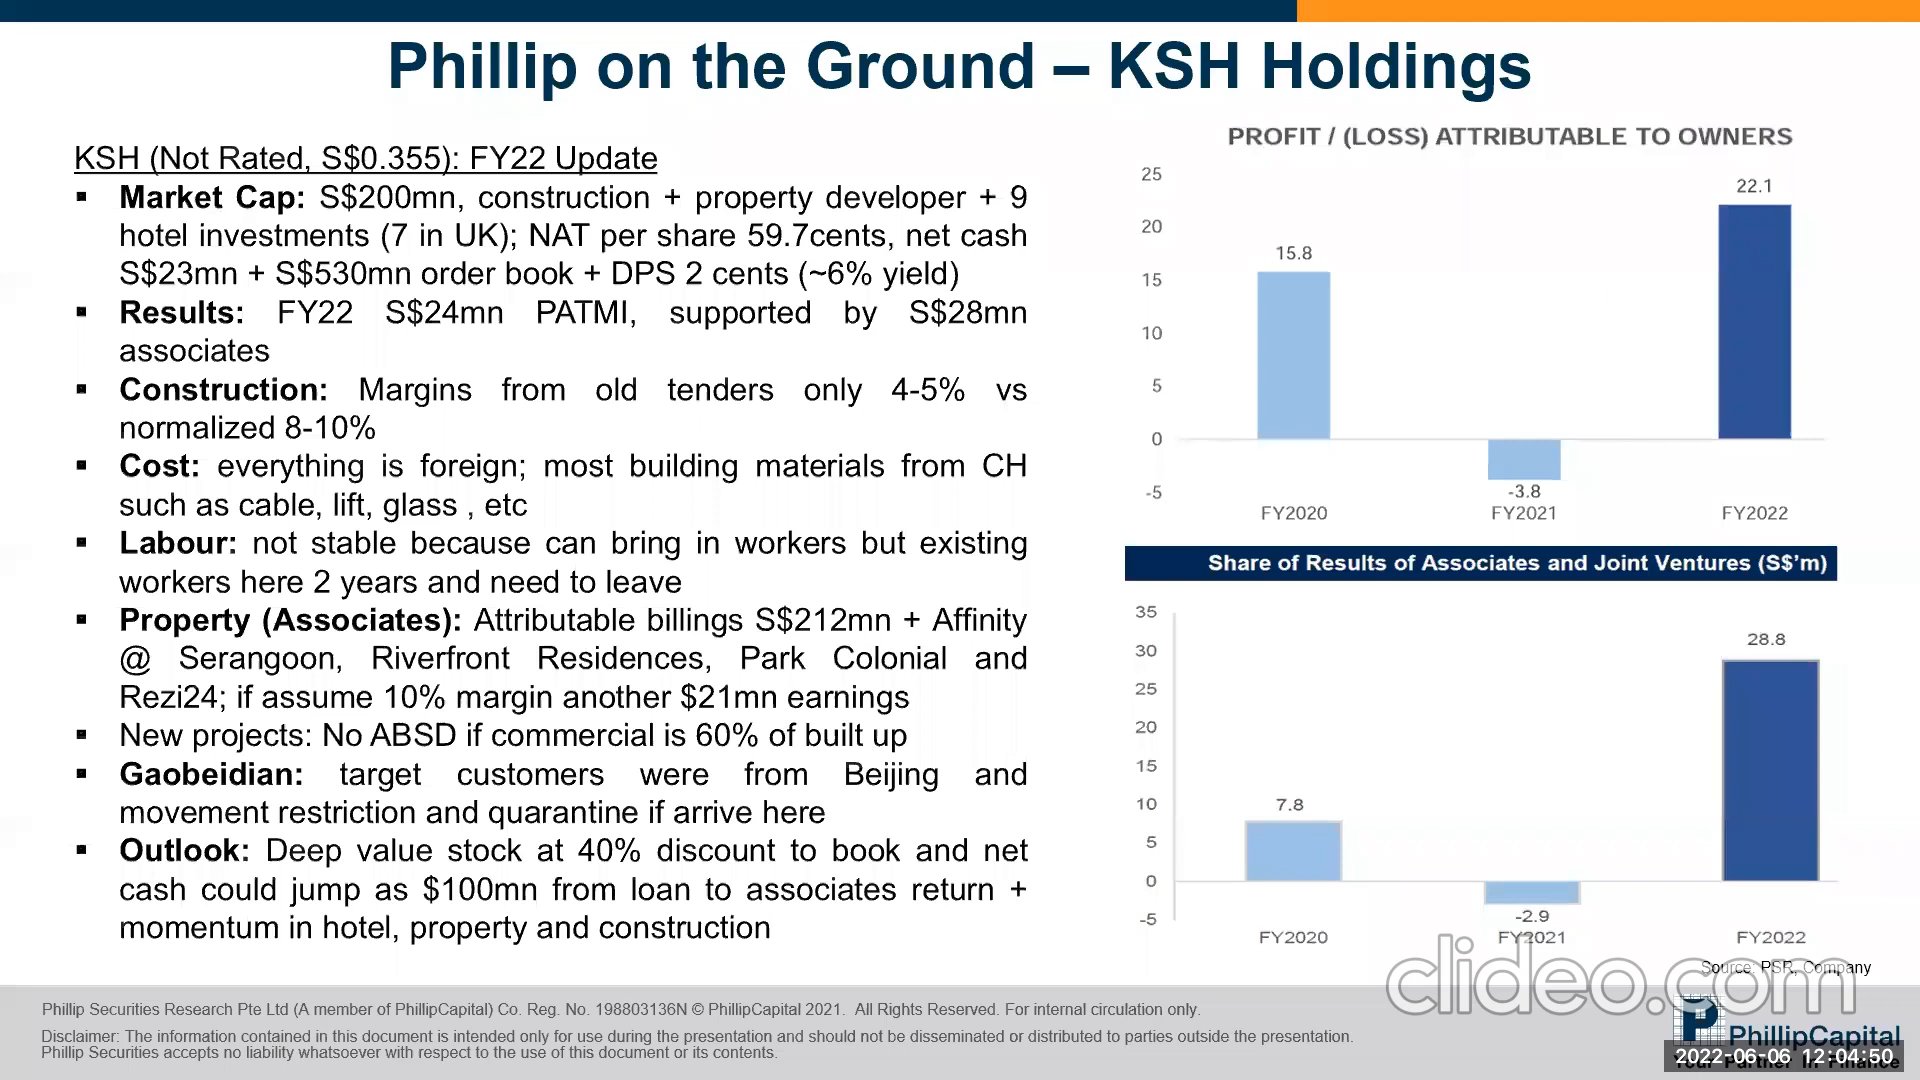 Phillip on the Ground – KSH Holdings
KSH (Not Rated, S$0.355): FY22 Update
▪ Market Cap: S$200mn, construction + property developer + 9
hotel investments (7 in UK); NAT per share 59.7cents, net cash
S$23mn + S$530mn order book + DPS 2 cents (~6% yield)
▪ Results: FY22 S$24mn PATMI, supported by S$28mn
associates
▪ Construction: Margins from old tenders only 4-5% vs
normalized 8-10%
▪ Cost: everything is foreign; most building materials from CH
such as cable, lift, glass , etc
▪ Labour: not stable because can bring in workers but existing
workers here 2 years and need to leave
▪ Property (Associates): Attributable billings S$212mn + Affinity
@ Serangoon, Riverfront Residences, Park Colonial and
Rezi24; if assume 10% margin another $21mn earnings
▪ New projects: No ABSD if commercial is 60% of built up
▪ Gaobeidian: target customers were from Beijing and
movement restriction and quarantine if arrive here
▪ Outlook: Deep value stock at 40% discount to book and net
cash could jump as $100mn from loan to associates return +
momentum in hotel, property and construction
PROFIT / (LOSS) ATTRIBUTABLE TO OWNERS
25
22.1
20
15.8
15
10
5
0
-5
-3.8
FY2020 FY2021 FY2022
Share of Results of Associates and Joint Ventures (S$'m)
35
28.8
30
25
20
15
10
7.8
5
0
-5
-2.9
FY2020 FY2021 FY2022
Source: PSR, Company
clideo.com
Phillip Securities Research Pte Ltd (A member of PhillipCapital) Co. Reg. No. 198803136N © PhillipCapital 2021. All Rights Reserved. For internal circulation only.
Disclaimer: The information contained in this document is intended only for use during the presentation and should not be disseminated or distributed to parties outside the presentation.
Phillip Securities accepts no liability whatsoever with respect to the use of this document or its contents.
PhillipCapital
Your Partner In Finance
2022-06-06 12:04:50